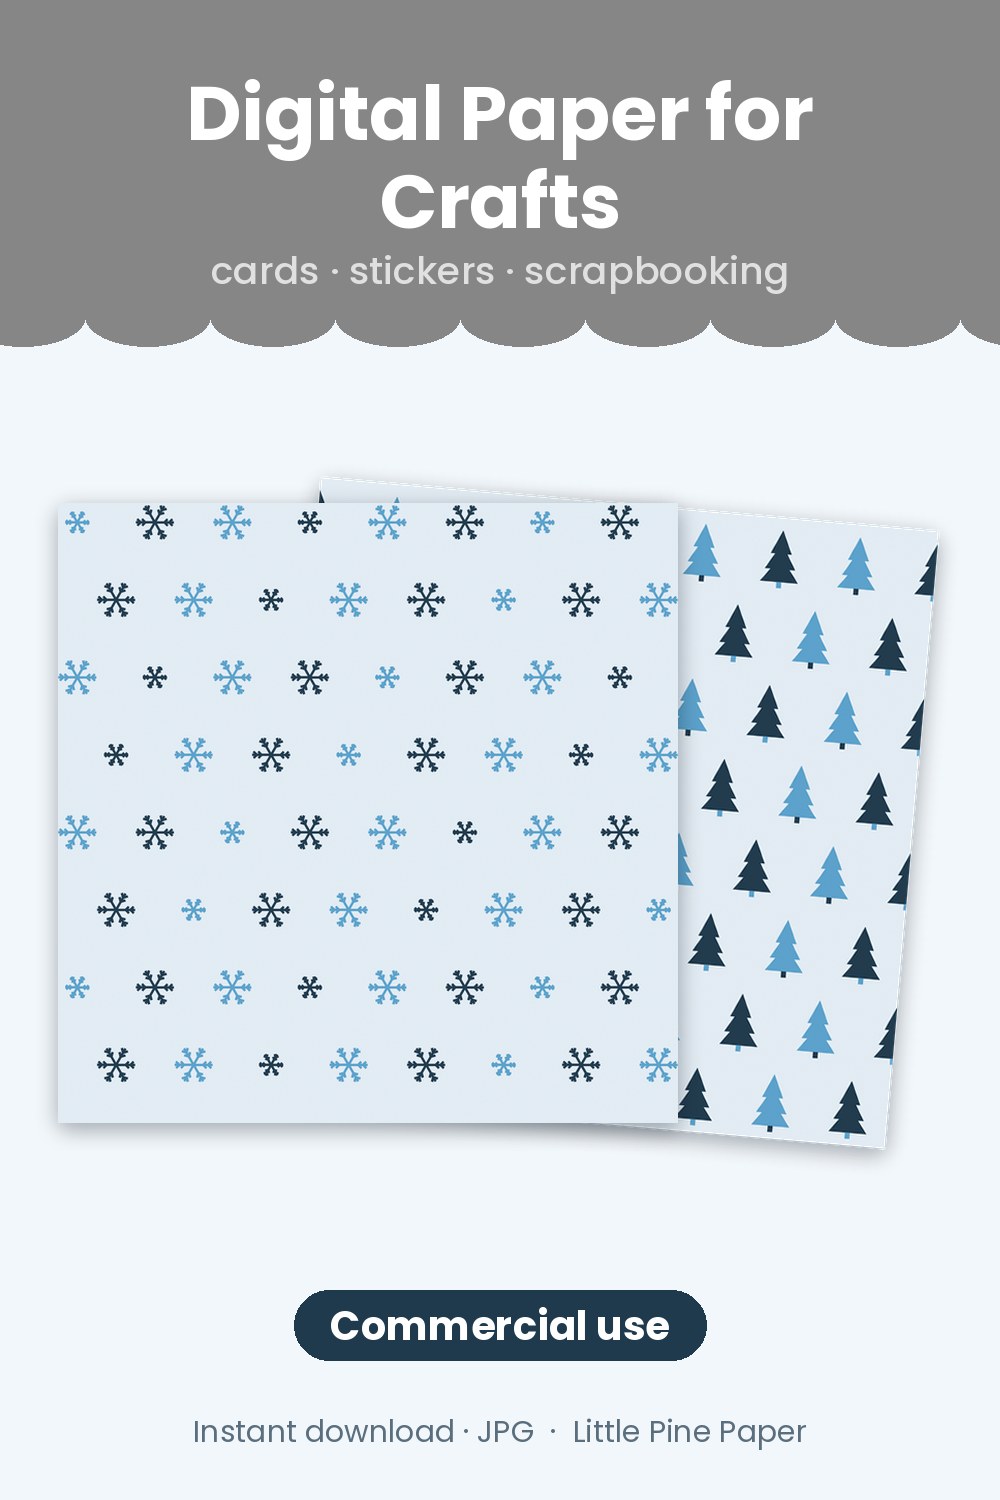 Digital Paper for
Crafts
cards · stickers · scrapbooking
Commercial use
Instant download · JPG · Little Pine Paper